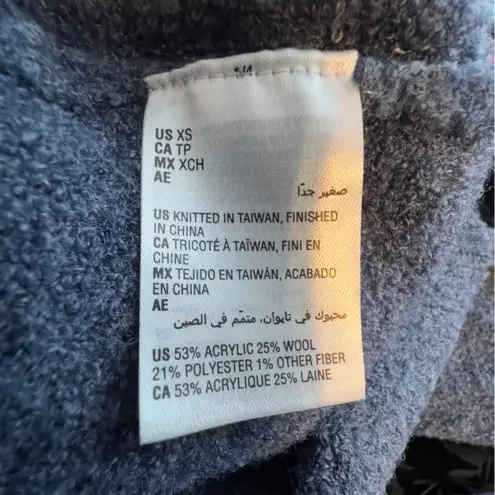 US XS
CA TP
MX XCH
AE
صغير جدًا
US KNITTED IN TAIWAN, FINISHED
IN CHINA
CA TRICOTÉ À TAÏWAN, FINI EN
CHINE
MX TEJIDO EN TAIWÁN, ACABADO
EN CHINA
AE
محبوك في تايوان، متمّم في الصين
US 53% ACRYLIC 25% WOOL
21% POLYESTER 1% OTHER FIBER
CA 53% ACRYLIQUE 25% LAINE